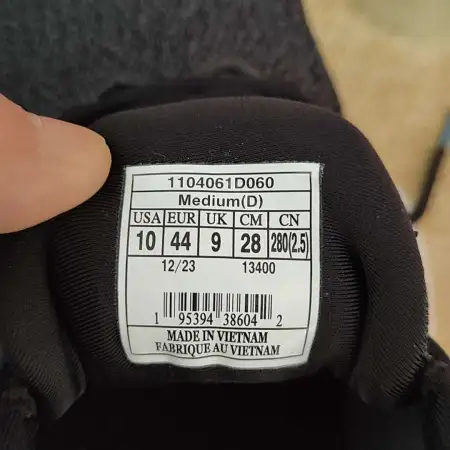 1104061D060
Medium(D)
USA EUR UK CM CN
10 44 9 28 280(2.5)
12/23 13400
1 95394 38604 2
MADE IN VIETNAM
FABRIQUE AU VIETNAM